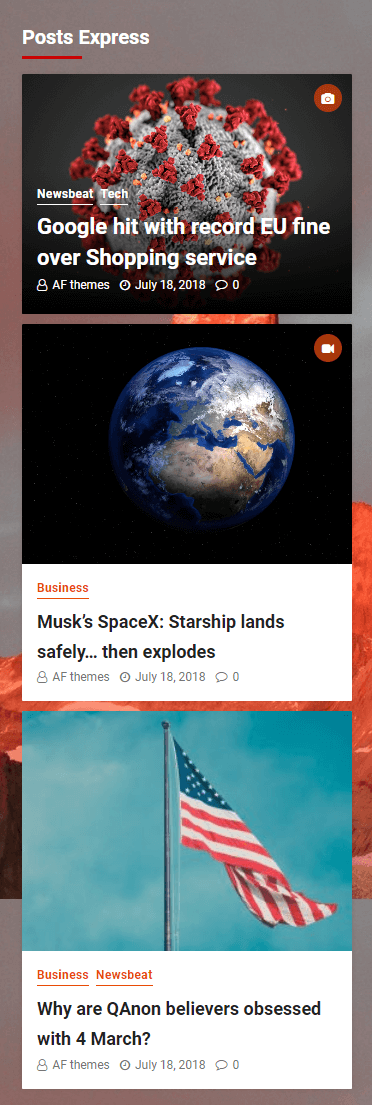 Posts Express
Newsbeat Tech
Google hit with record EU fine
over Shopping service
AF themes July 18, 2018 0
Business
Musk’s SpaceX: Starship lands
safely… then explodes
AF themes July 18, 2018 0
Business Newsbeat
Why are QAnon believers obsessed
with 4 March?
AF themes July 18, 2018 0